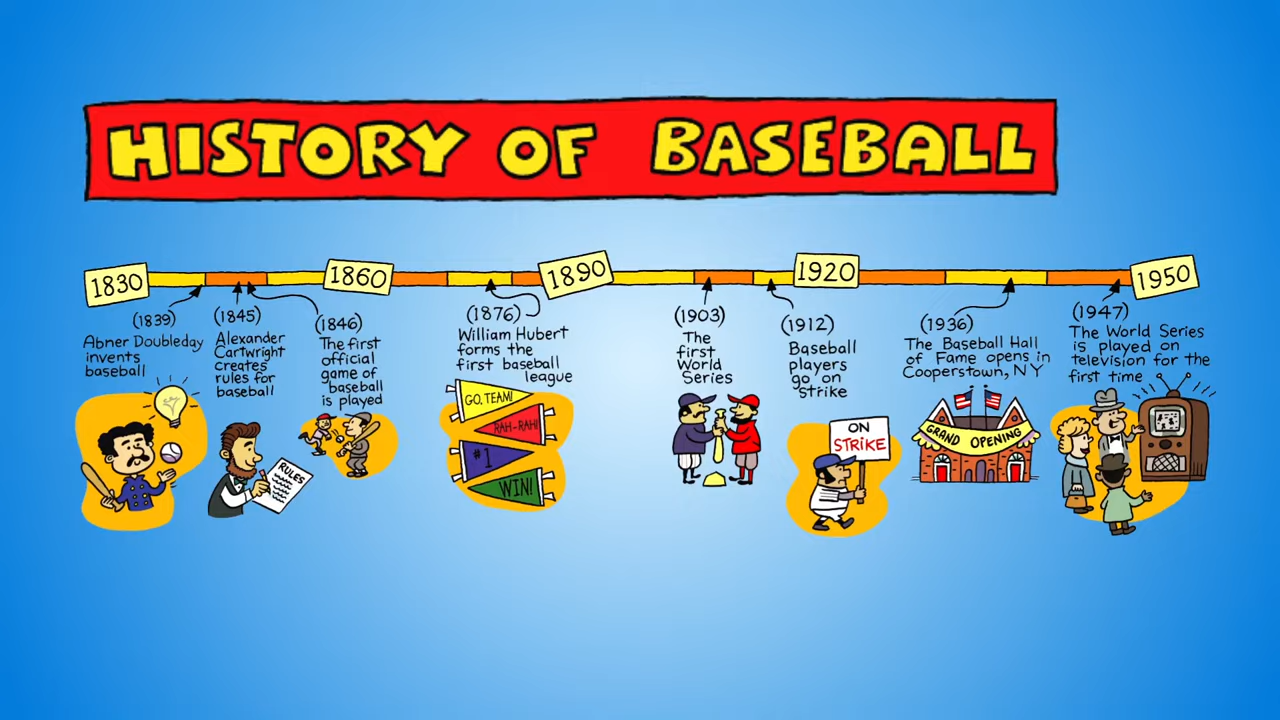 HISTORY OF BASEBALL
1830
1860
1890
1920
1950
(1839)
Abner Doubleday
invents
baseball
(1845)
Alexander
Cartwright
creates
rules for
baseball
RULES
(1846)
The first
official
game of
baseball
is played
(1876)
William Hubert
forms the
first baseball
league
GO, TEAM!
RAH-RAH!
#1
WIN!
(1903)
The
first
World
Series
(1912)
Baseball
players
go on
strike
ON
STRIKE
(1936)
The Baseball Hall
of Fame opens in
Cooperstown, NY
GRAND OPENING
(1947)
The World Series
is played on
television for the
first time